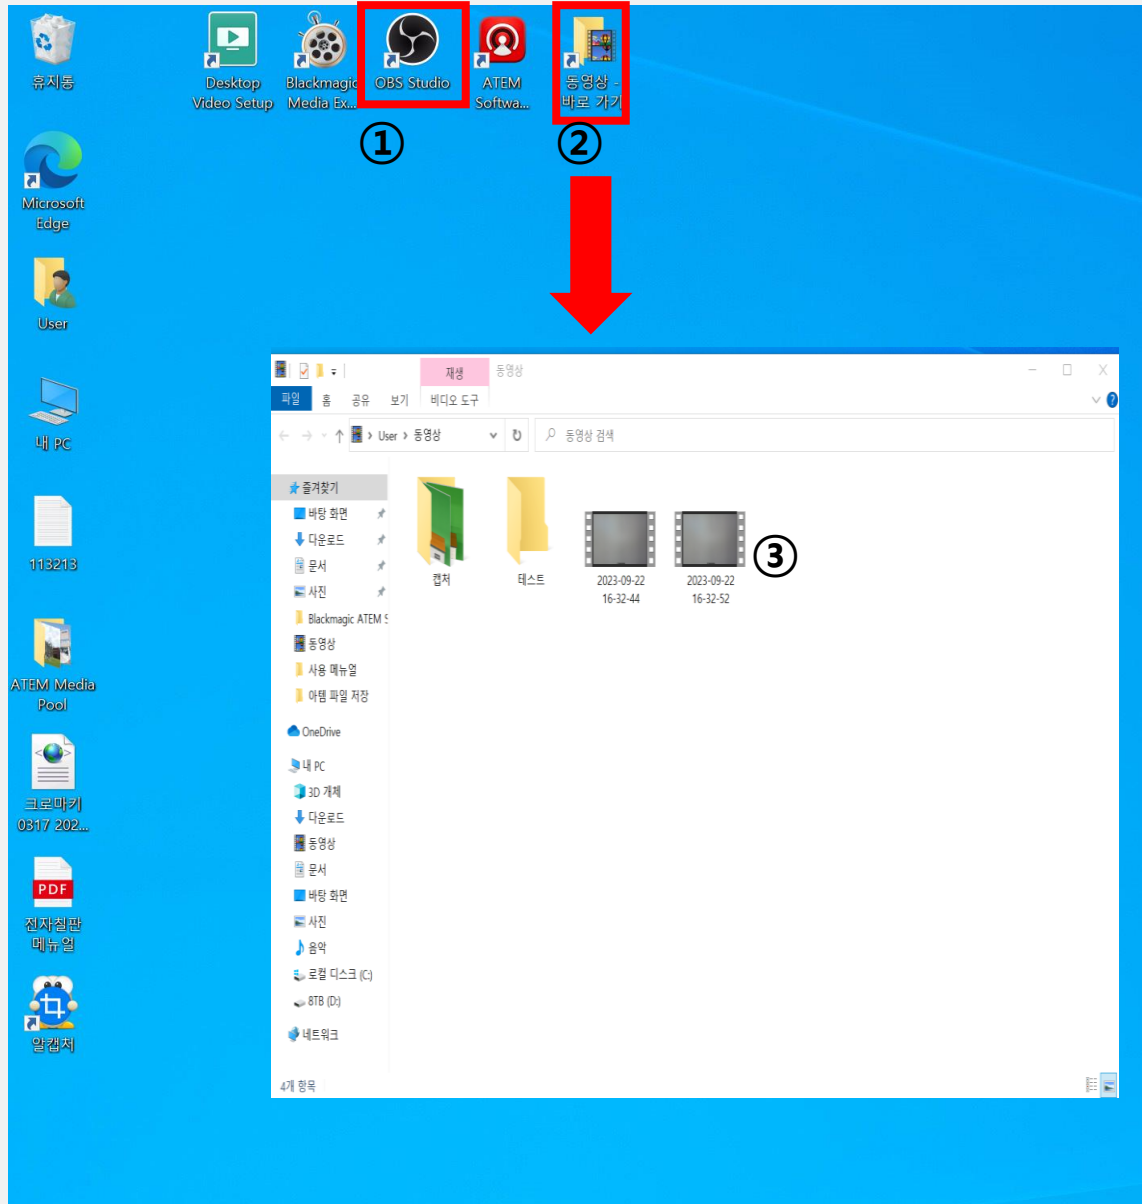 휴지통
Desktop
Video Setup
Blackmagic
Media Ex...
OBS Studio
ATEM
Softwa...
동영상 -
바로 가기
①
②
Microsoft
Edge
User
내 PC
113213
ATEM Media
Pool
크로마키
0317 202...
PDF
전자칠판
메뉴얼
알캡처
재생
동영상
파일
홈
공유
보기
비디오 도구
User
동영상
동영상 검색
즐겨찾기
바탕 화면
다운로드
문서
사진
Blackmagic ATEM S
동영상
사용 메뉴얼
아템 파일 저장
OneDrive
내 PC
3D 개체
다운로드
동영상
문서
바탕 화면
사진
음악
로컬 디스크 (C:)
8TB (D:)
네트워크
캡처
테스트
2023-09-22
16-32-44
2023-09-22
16-32-52
③
4개 항목